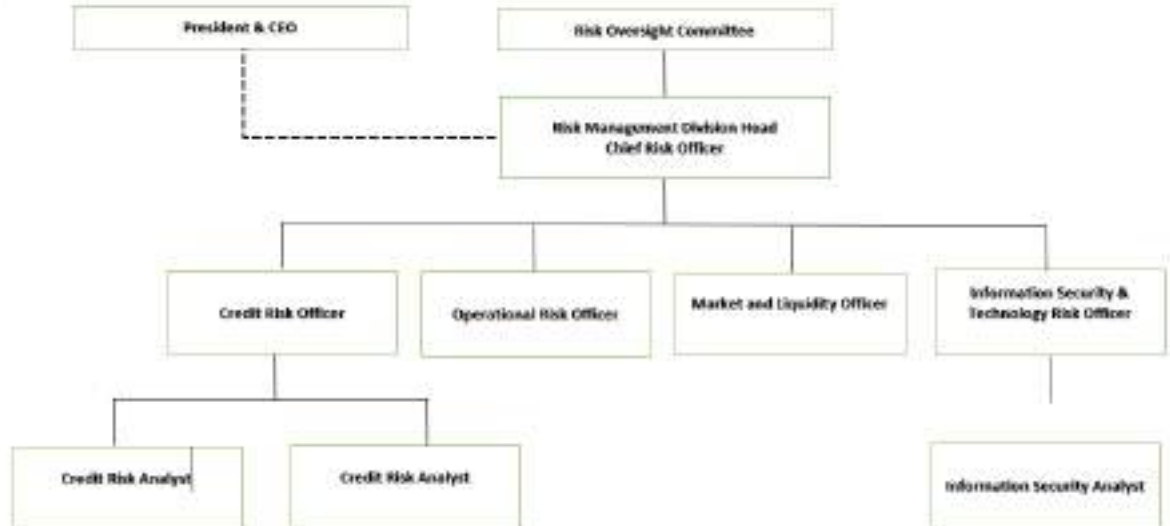 President & CEO
Risk Oversight Committee
Risk Management Division Head
Chief Risk Officer
Credit Risk Officer
Operational Risk Officer
Market and Liquidity Officer
Information Security &
Technology Risk Officer
Credit Risk Analyst
Credit Risk Analyst
Information Security Analyst